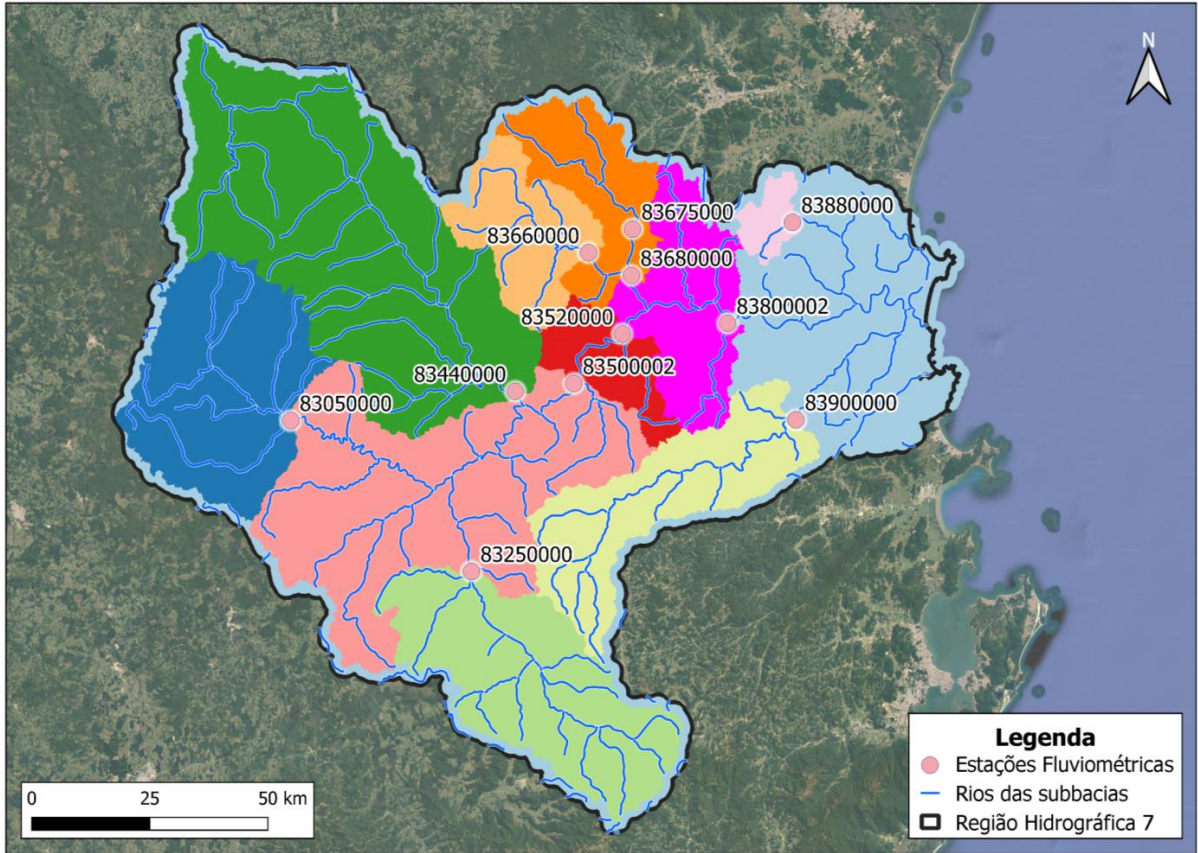 N
83675000
83880000
83660000
83680000
83520000
83800002
83500002
83440000
83050000
83900000
83250000
Legenda
Estações Fluviométricas
Rios das subbacias
Região Hidrográfica 7
0 25 50 km